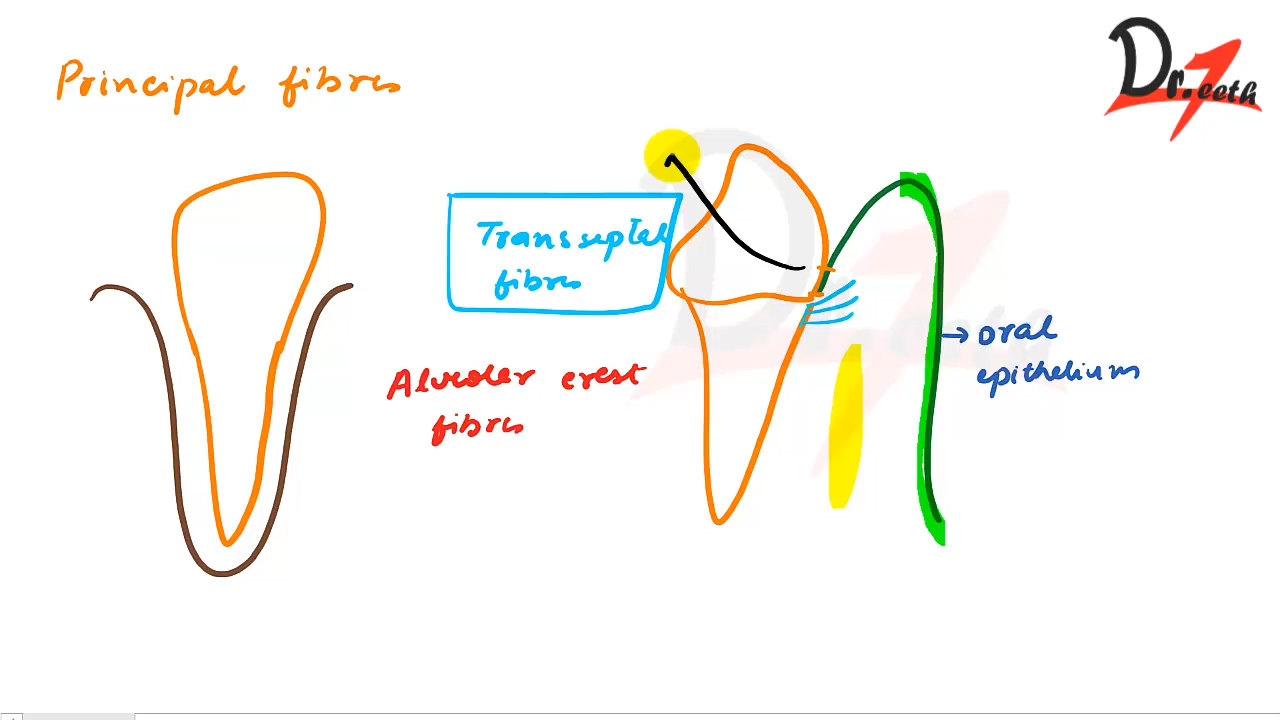 Principal fibres
Dr. Teeth
Transseptal
fibres
Alveolar crest
fibres
→ oral
epithelium